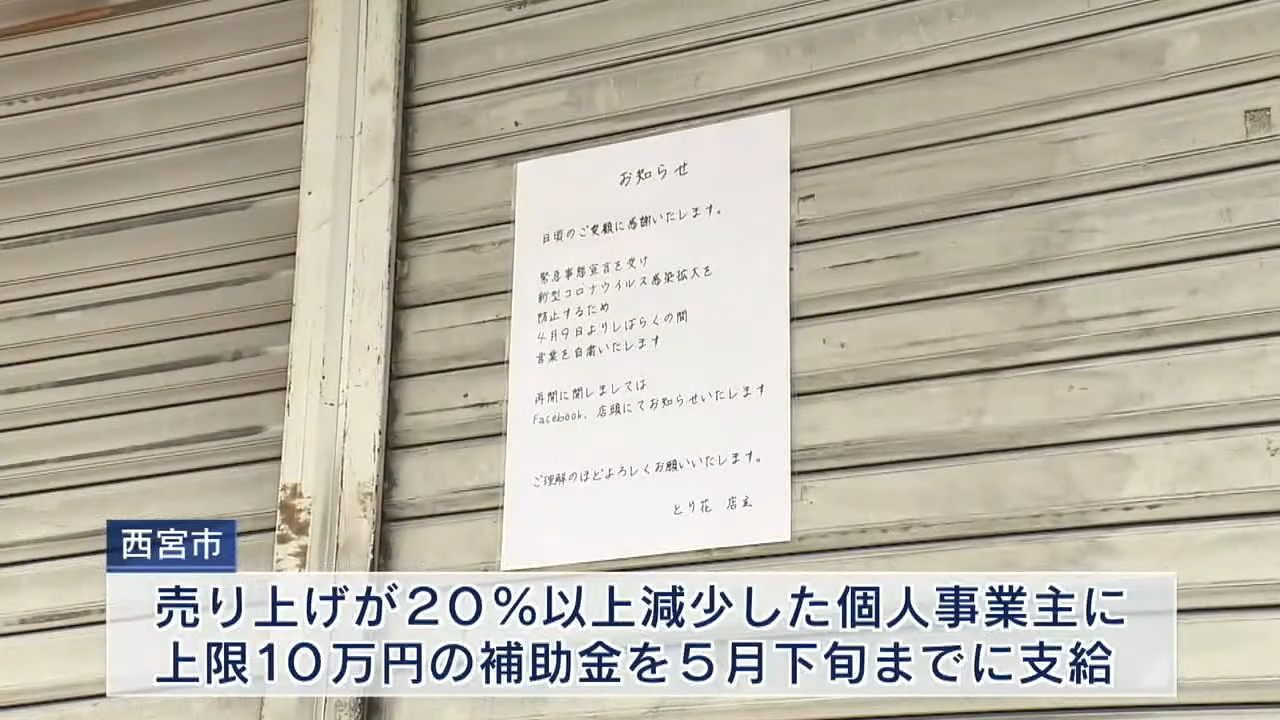 お知らせ
日頃のご愛顧に感謝いたします。
緊急事態宣言を受け
新型コロナウイルス感染拡大を
防止するため
4月9日よりしばらくの間
営業を自粛いたします
再開に関しましては
Facebook、店頭にてお知らせいたします
ご理解のほどよろしくお願いいたします。
とり花 店主
西宮市
売り上げが20%以上減少した個人事業主に
上限10万円の補助金を5月下旬までに支給